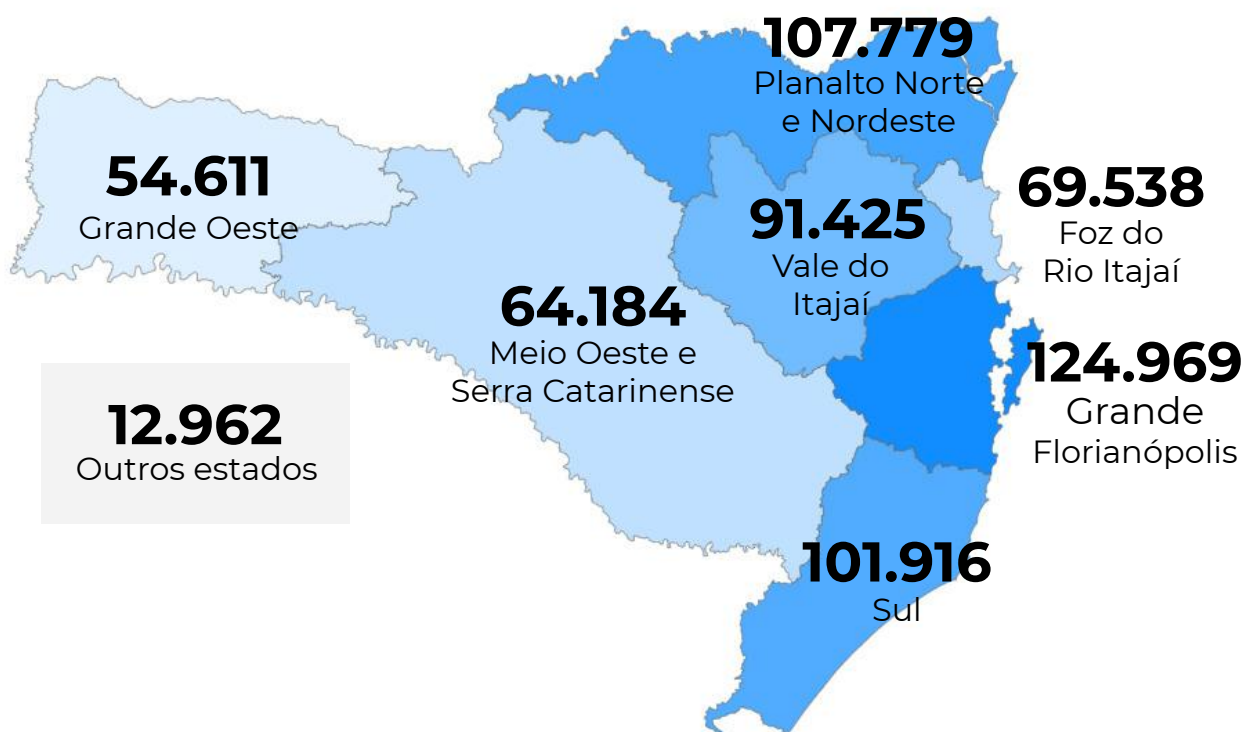 107.779
Planalto Norte
e Nordeste
54.611
Grande Oeste
91.425
Vale do
Itajaí
69.538
Foz do
Rio Itajaí
64.184
Meio Oeste e
Serra Catarinense
124.969
Grande
Florianópolis
12.962
Outros estados
101.916
Sul